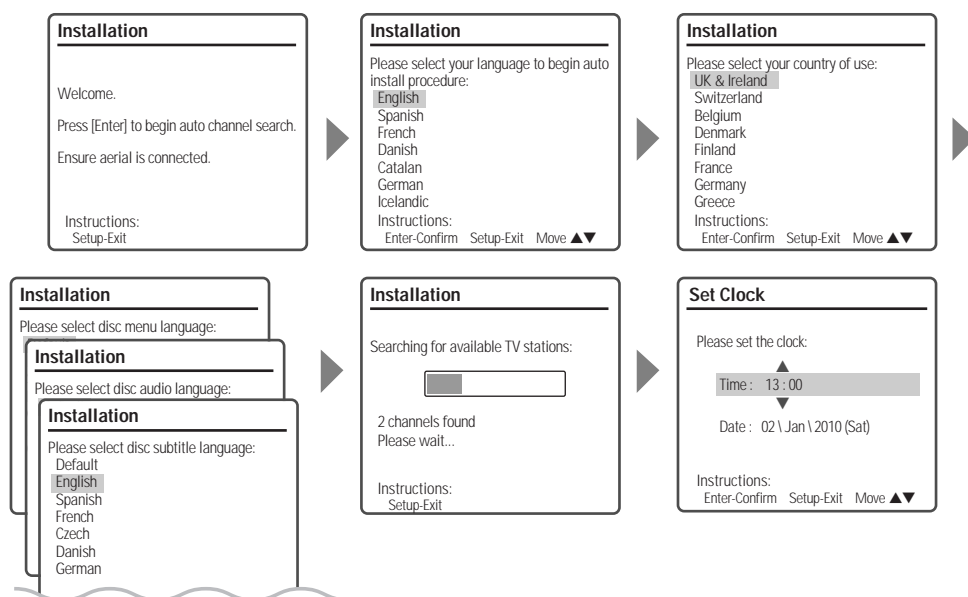 Installation
Welcome.
Press [Enter] to begin auto channel search.
Ensure aerial is connected.
Instructions:
Setup-Exit
Installation
Please select your language to begin auto
install procedure:
English
Spanish
French
Danish
Catalan
German
Icelandic
Instructions:
Enter-Confirm Setup-Exit Move ▲▼
Installation
Please select your country of use:
UK & Ireland
Switzerland
Belgium
Denmark
Finland
France
Germany
Greece
Instructions:
Enter-Confirm Setup-Exit Move ▲▼
Installation
Please select disc menu language:
Installation
Please select disc audio language:
Installation
Please select disc subtitle language:
Default
English
Spanish
French
Czech
Danish
German
Installation
Searching for available TV stations:
2 channels found
Please wait...
Instructions:
Setup-Exit
Set Clock
Please set the clock:
Time : 13 : 00
Date : 02 \ Jan \ 2010 (Sat)
Instructions:
Enter-Confirm Setup-Exit Move ▲▼